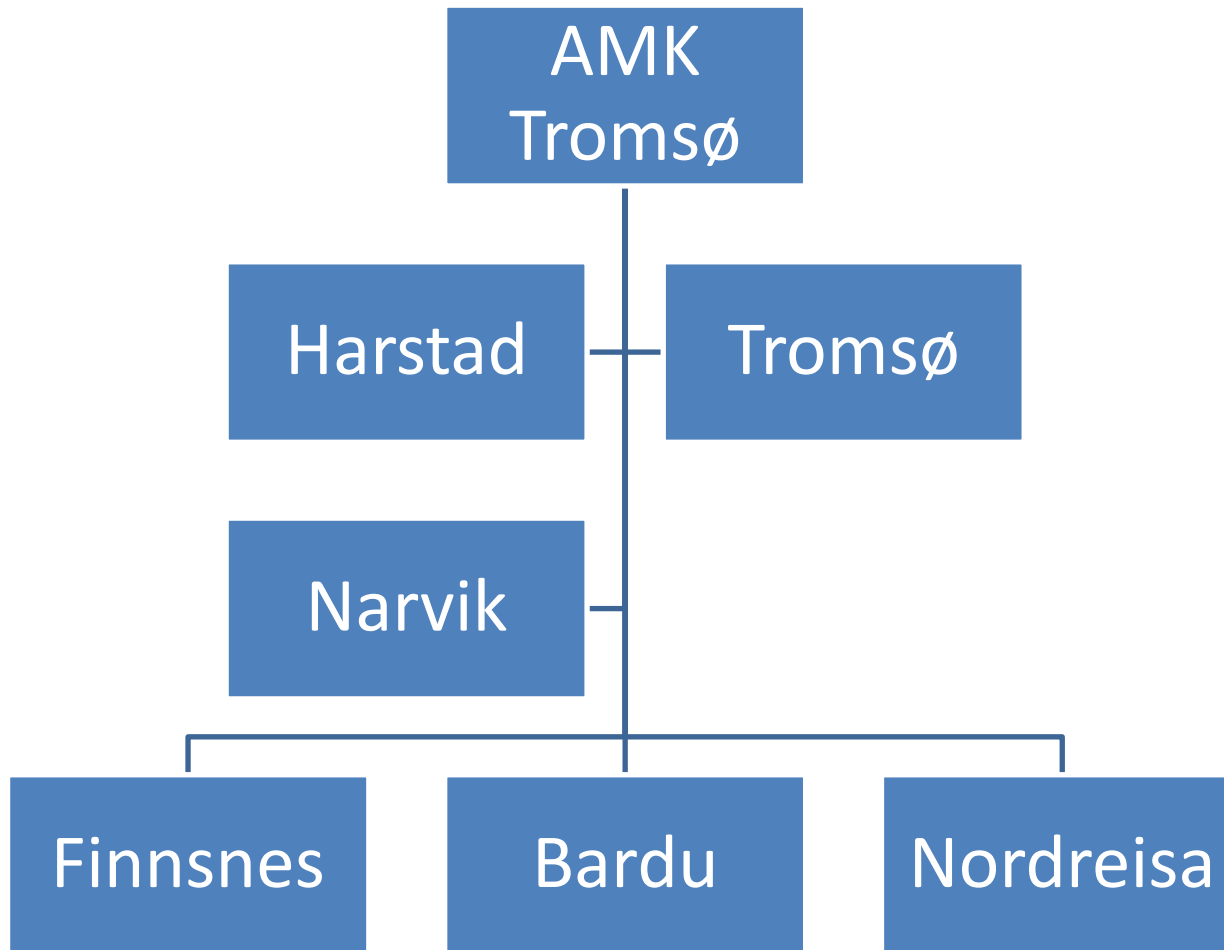 AMK
Tromsø
Harstad
Tromsø
Narvik
Finnsnes
Bardu
Nordreisa